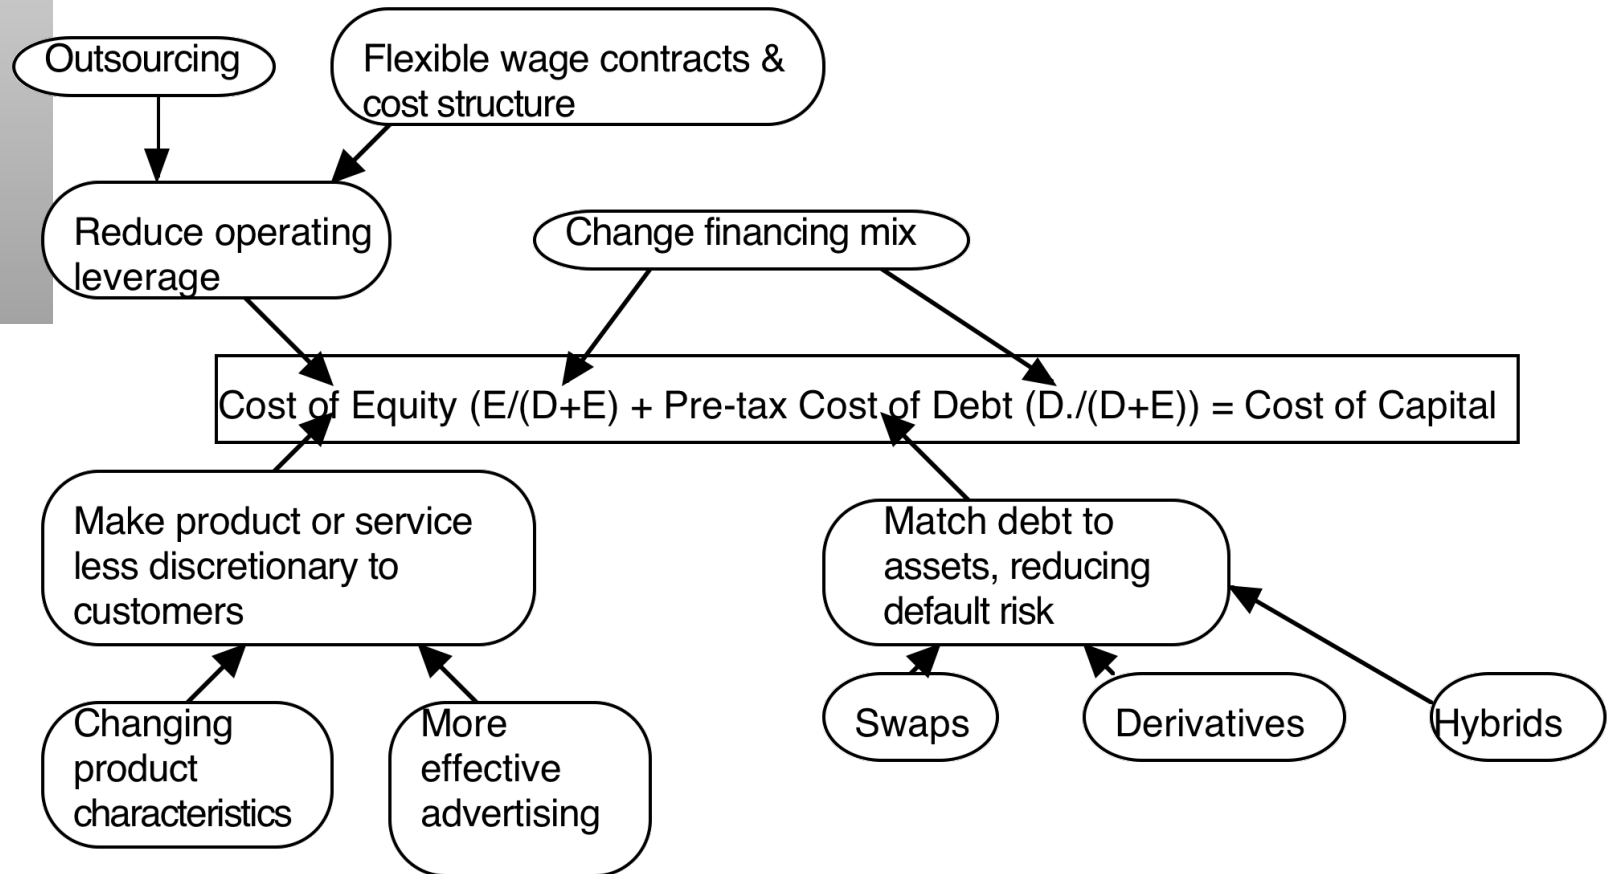 Outsourcing
Flexible wage contracts &
cost structure
Reduce operating
leverage
Change financing mix
Cost of Equity (E/(D+E) + Pre-tax Cost of Debt (D./(D+E)) = Cost of Capital
Make product or service
less discretionary to
customers
Match debt to
assets, reducing
default risk
Changing
product
characteristics
More
effective
advertising
Swaps
Derivatives
Hybrids